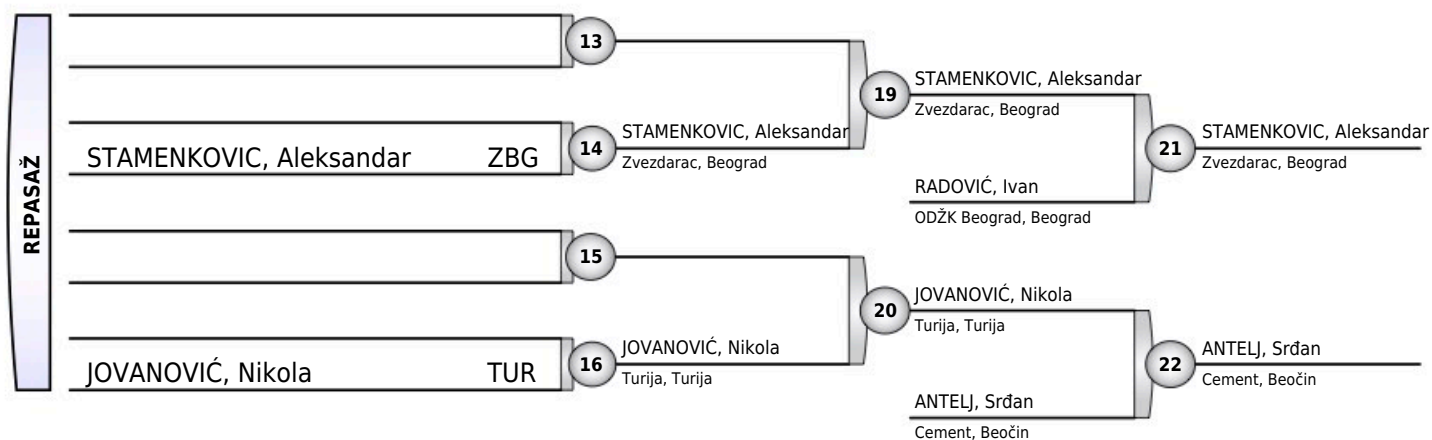 REPASAŽ
13
STAMENKOVIC, Aleksandar ZBG
14
STAMENKOVIC, Aleksandar
Zvezdarac, Beograd
15
JOVANOVIĆ, Nikola TUR
16
JOVANOVIĆ, Nikola
Turija, Turija
19
STAMENKOVIC, Aleksandar
Zvezdarac, Beograd
RADOVIĆ, Ivan
ODŽK Beograd, Beograd
20
JOVANOVIĆ, Nikola
Turija, Turija
ANTELJ, Srđan
Cement, Beočin
21
STAMENKOVIC, Aleksandar
Zvezdarac, Beograd
22
ANTELJ, Srđan
Cement, Beočin